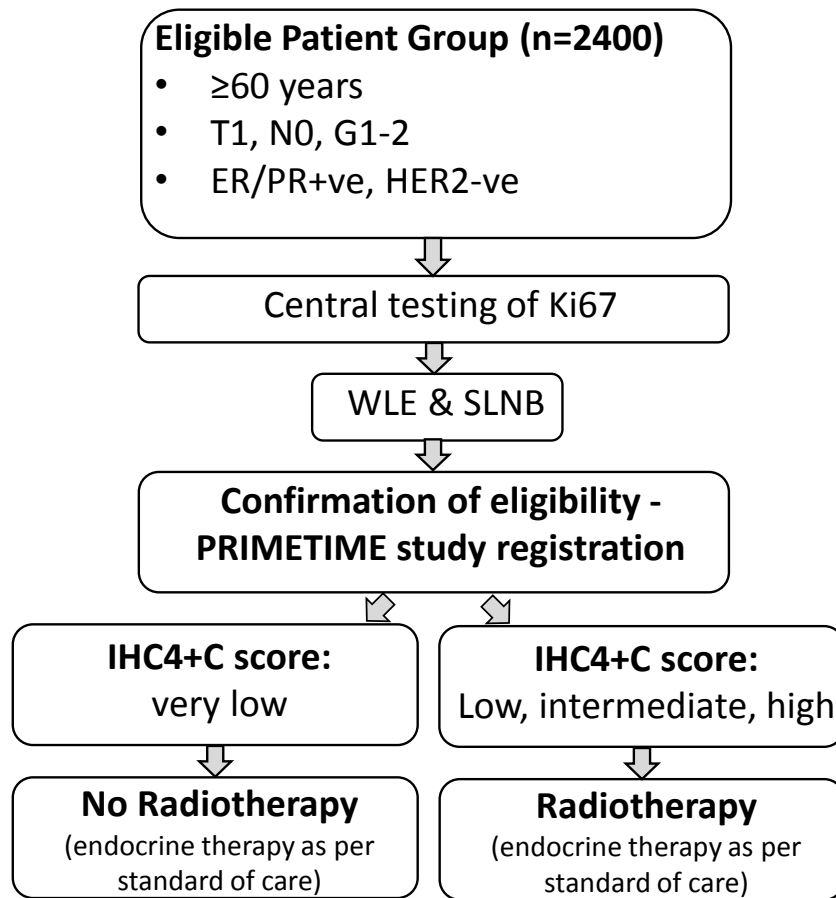 Eligible Patient Group (n=2400)
• ≥60 years
• T1, N0, G1-2
• ER/PR+ve, HER2-ve
Central testing of Ki67
WLE & SLNB
Confirmation of eligibility -
PRIMETIME study registration
IHC4+C score:
very low
IHC4+C score:
Low, intermediate, high
No Radiotherapy
(endocrine therapy as per
standard of care)
Radiotherapy
(endocrine therapy as per
standard of care)